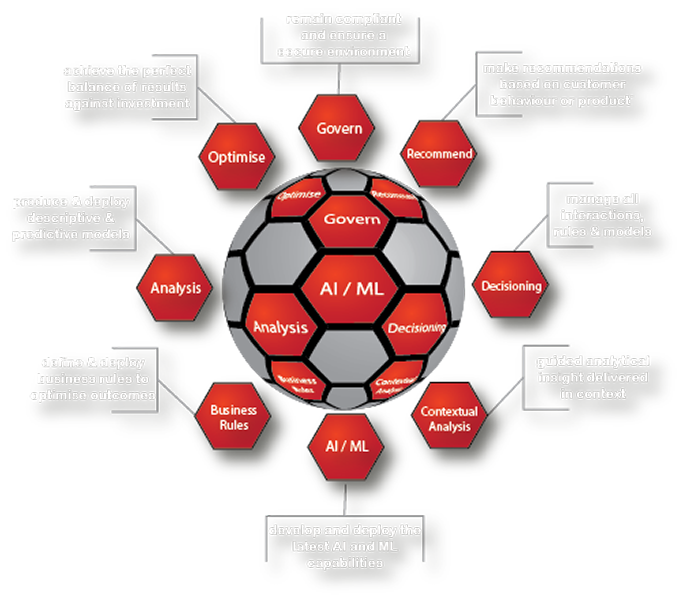 remain compliant
and ensure a
secure environment
achieve the perfect
balance of results
against investment
make recommendations
based on customer
behaviour or product
Govern
Optimise
Recommend
Optimise
Recommend
Govern
produce & deploy
descriptive &
predictive models
manage all
interactions,
rules & models
Analysis
AI / ML
Decisioning
Analysis
Decisioning
define & deploy
business rules to
optimise outcomes
guided analytical
insight delivered
in context
Business
Rules
Contextual
Analysis
Business
Rules
Contextual
Analysis
AI / ML
develop and deploy the
latest AI and ML
capabilities